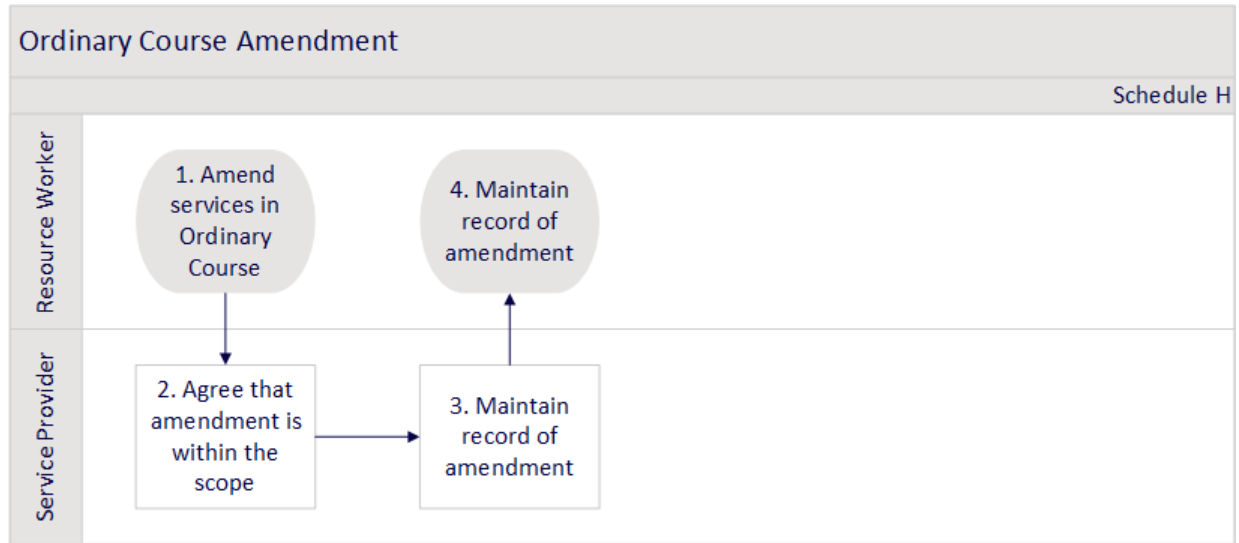 Ordinary Course Amendment
Schedule H
Resource Worker
1. Amend
services in
Ordinary
Course
4. Maintain
record of
amendment
Service Provider
2. Agree that
amendment is
within the
scope
3. Maintain
record of
amendment